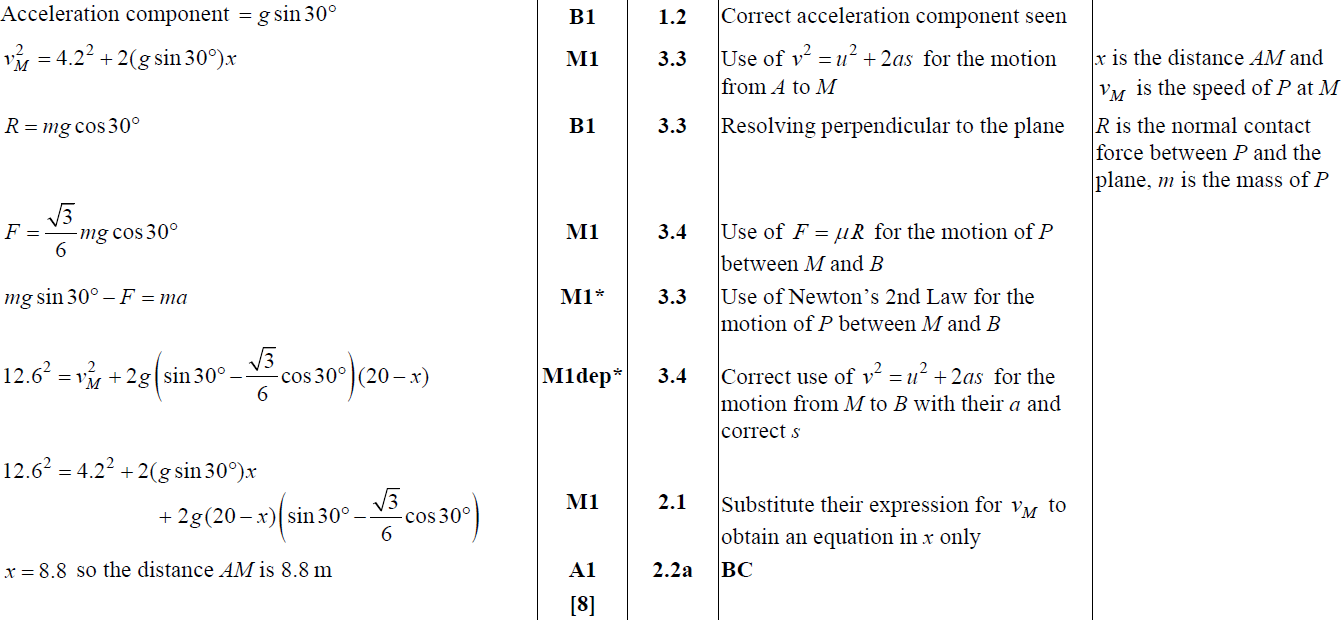 Acceleration component = g sin 30° B1 1.2 Correct acceleration component seen
v_M^2 = 4.2^2 + 2(g sin 30°)x M1 3.3 Use of v^2 = u^2 + 2as for the motion from A to M x is the distance AM and v_M is the speed of P at M
R = mg cos 30° B1 3.3 Resolving perpendicular to the plane R is the normal contact force between P and the plane, m is the mass of P
F = √3/6 mg cos 30° M1 3.4 Use of F = μR for the motion of P between M and B
mg sin 30° – F = ma M1* 3.3 Use of Newton's 2nd Law for the motion of P between M and B
12.6^2 = v_M^2 + 2g(sin 30° – √3/6 cos 30°)(20 – x) M1dep* 3.4 Correct use of v^2 = u^2 + 2as for the motion from M to B with their a and correct s
12.6^2 = 4.2^2 + 2(g sin 30°)x
+ 2g(20 – x)(sin 30° – √3/6 cos 30°) M1 2.1 Substitute their expression for v_M to obtain an equation in x only
x = 8.8 so the distance AM is 8.8 m A1 2.2a BC
[8]